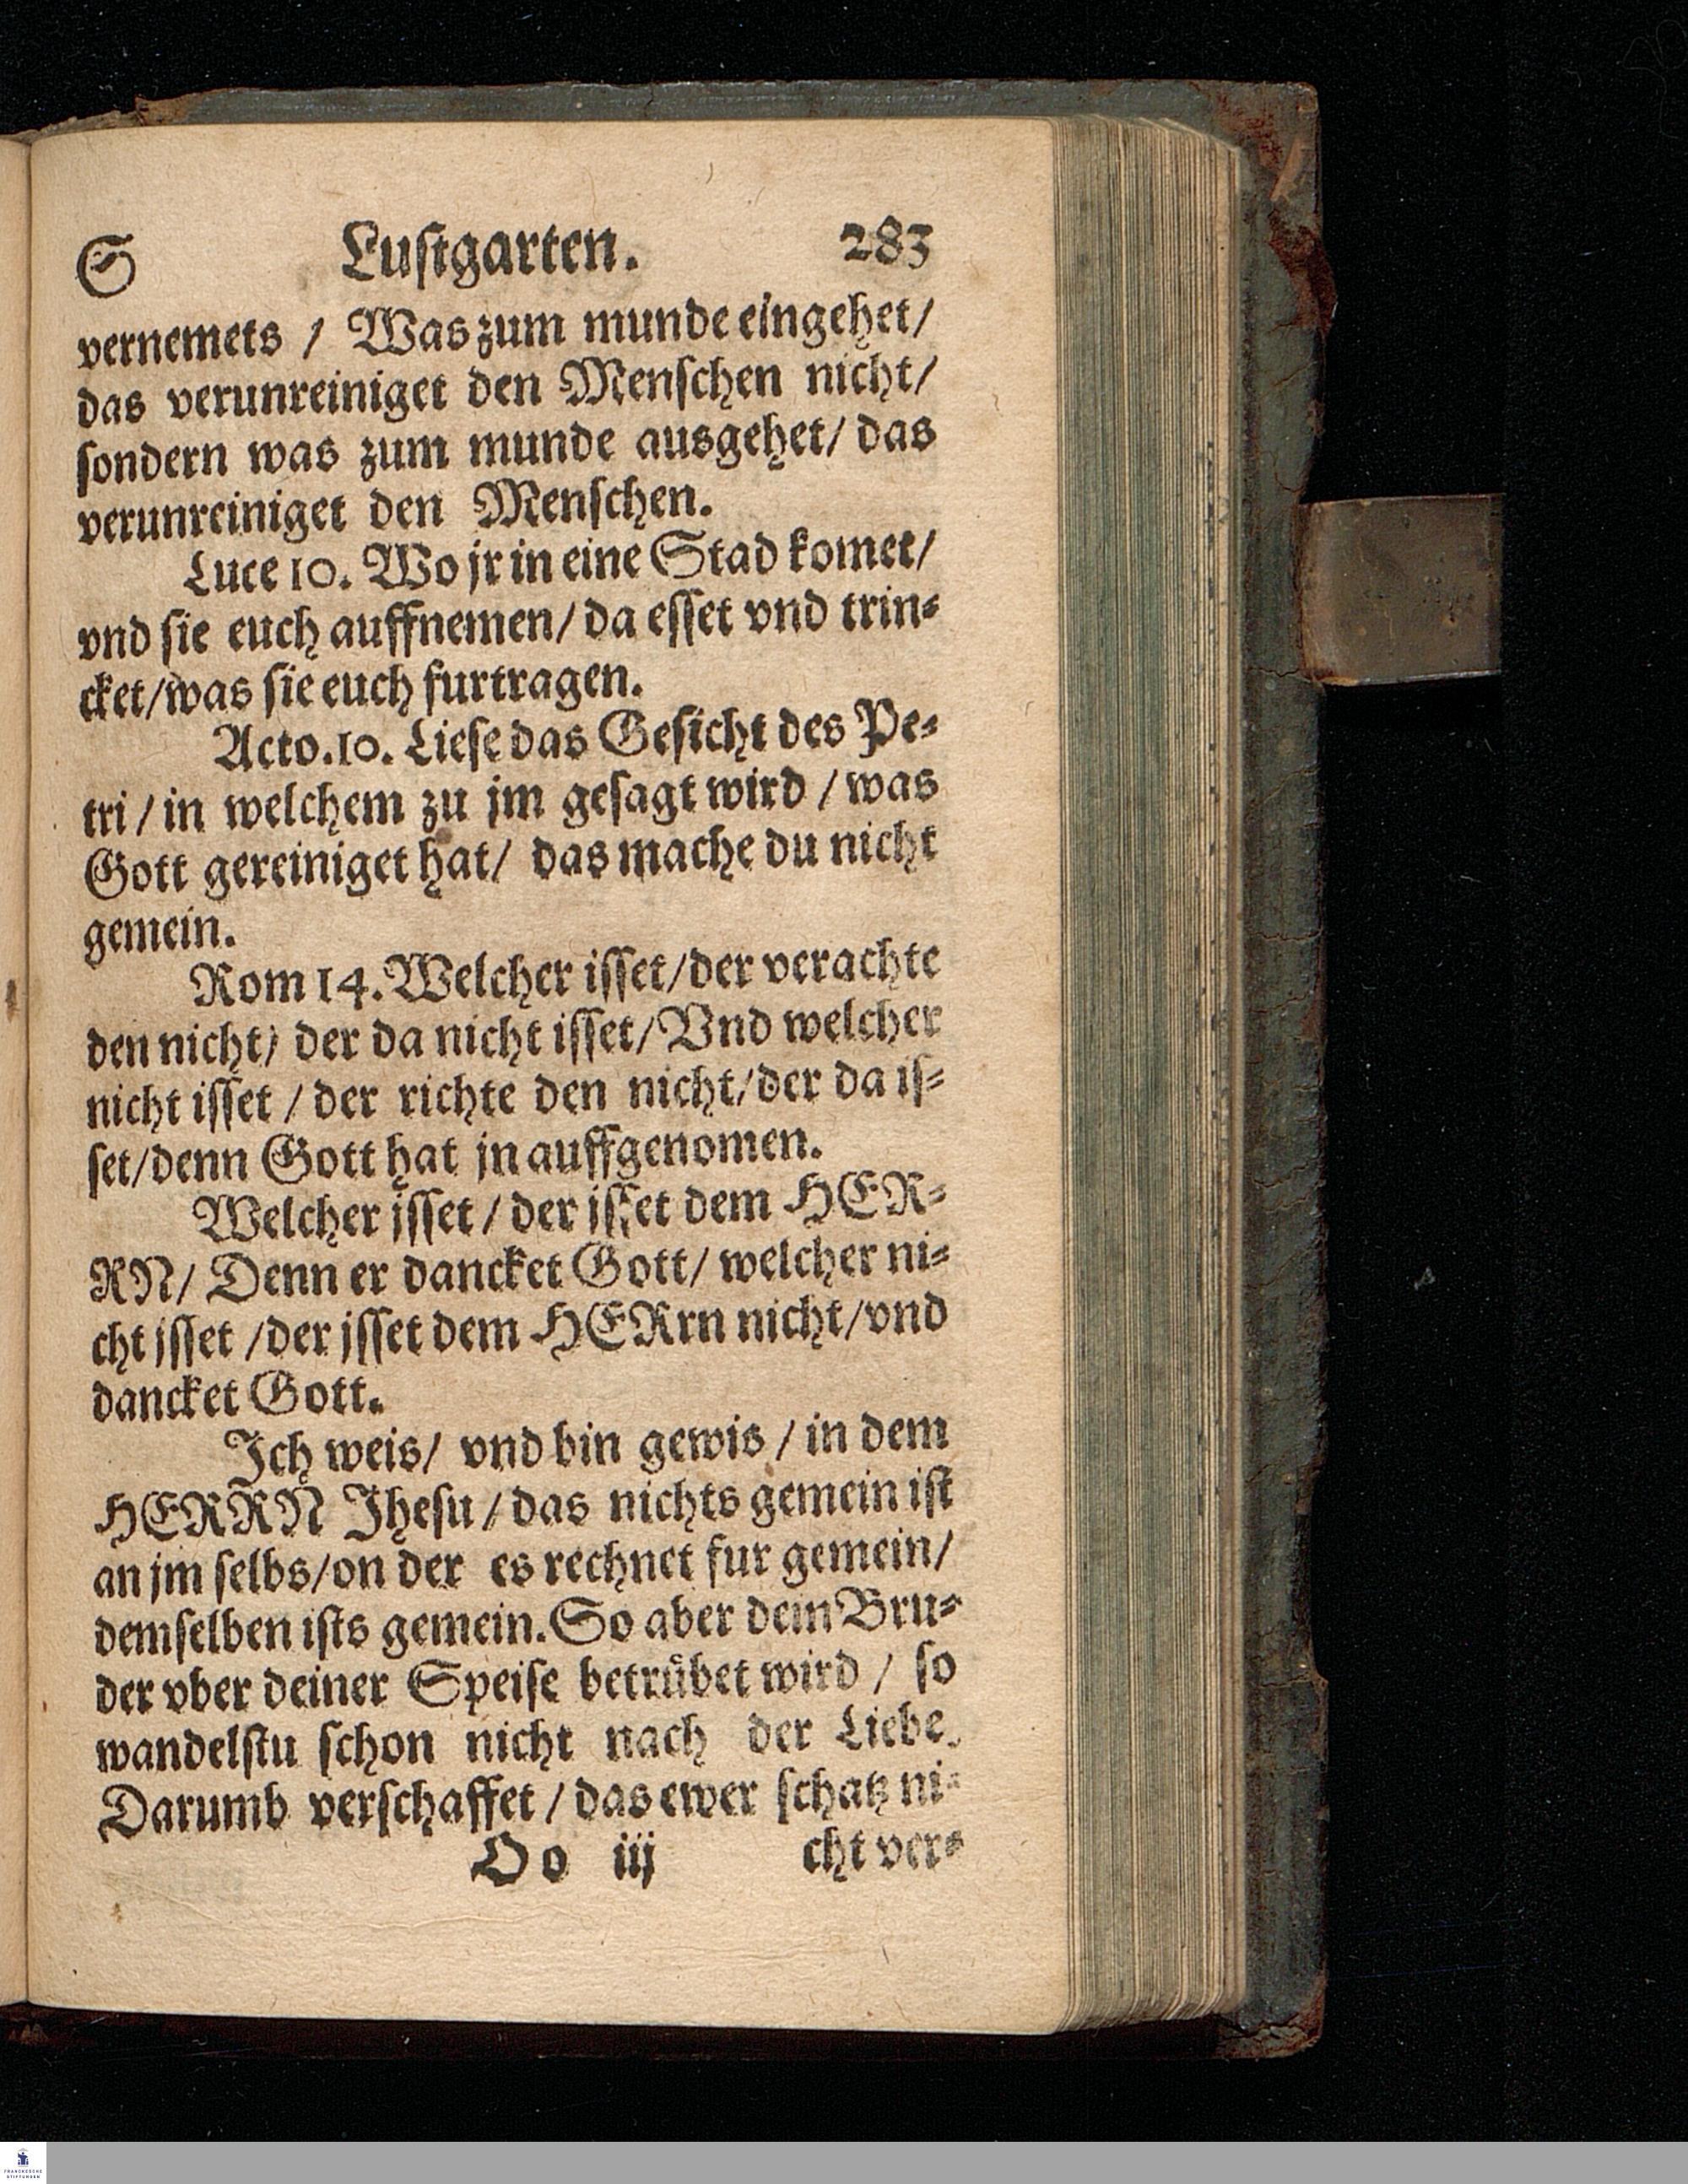 S Lustgarten. 283
vernemets / Was zum munde eingehet/
das verunreiniget den Menschen nicht/
sondern was zum munde ausgehet/ das
verunreiniget den Menschen.
Luce 10. Wo jr in eine Stad komet/
vnd sie euch auffnemen/ da esset vnd trin-
cket/was sie euch furtragen.
Acto.10. Liese das Gesicht des Pe-
tri / in welchem zu jm gesagt wird / was
Gott gereiniget hat/ das mache du nicht
gemein.
Rom 14. Welcher isset/der verachte
den nicht/ der da nicht isset/ Vnd welcher
nicht isset / der richte den nicht/der da is-
set/denn Gott hat jn auffgenomen.
Welcher jsset / der jsset dem HER-
RN/ Denn er dancket Gott/ welcher ni-
cht jsset /der jsset dem HERrn nicht/vnd
dancket Gott.
Ich weis/ vnd bin gewis / in dem
HERRN Jhesu / das nichts gemein ist
an jm selbs/on der es rechnet fur gemein/
demselben ists gemein. So aber dein Bru-
der vber deiner Speise betrübet wird / so
wandelstu schon nicht nach der Liebe.
Darumb verschaffet / das ewer schatz ni-
Oo iij cht ver-
FRANCKESCHE
STIFTUNGEN